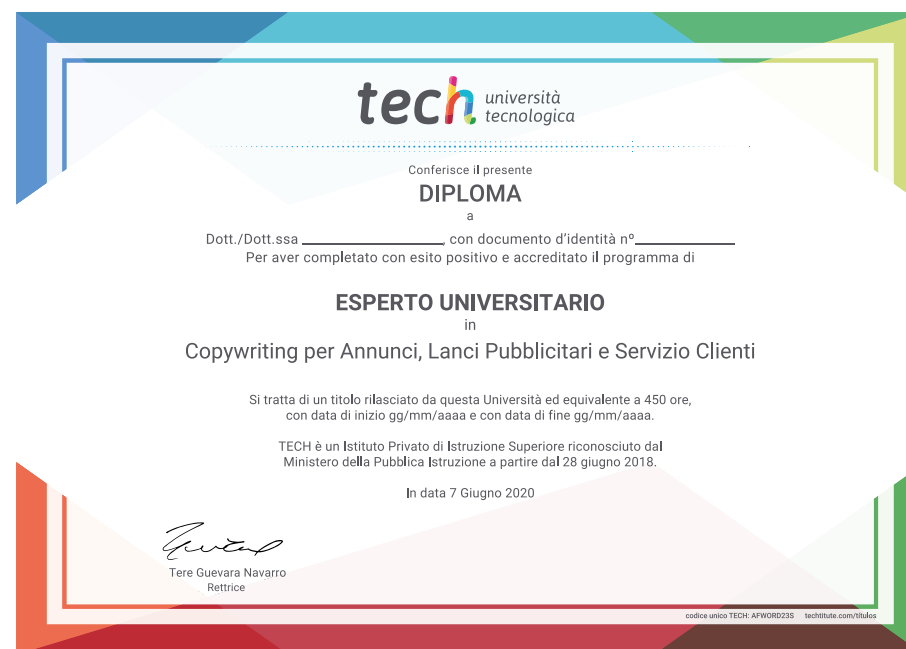 tech università
tecnologica
Conferisce il presente
DIPLOMA
a
Dott./Dott.ssa ____________________, con documento d'identità nº______________
Per aver completato con esito positivo e accreditato il programma di
ESPERTO UNIVERSITARIO
in
Copywriting per Annunci, Lanci Pubblicitari e Servizio Clienti
Si tratta di un titolo rilasciato da questa Università ed equivalente a 450 ore,
con data di inizio gg/mm/aaaa e con data di fine gg/mm/aaaa.
TECH è un Istituto Privato di Istruzione Superiore riconosciuto dal
Ministero della Pubblica Istruzione a partire dal 28 giugno 2018.
In data 7 Giugno 2020
Tere Guevara Navarro
Rettrice
codice unico TECH: AFWORD23S techtitute.com/titulos